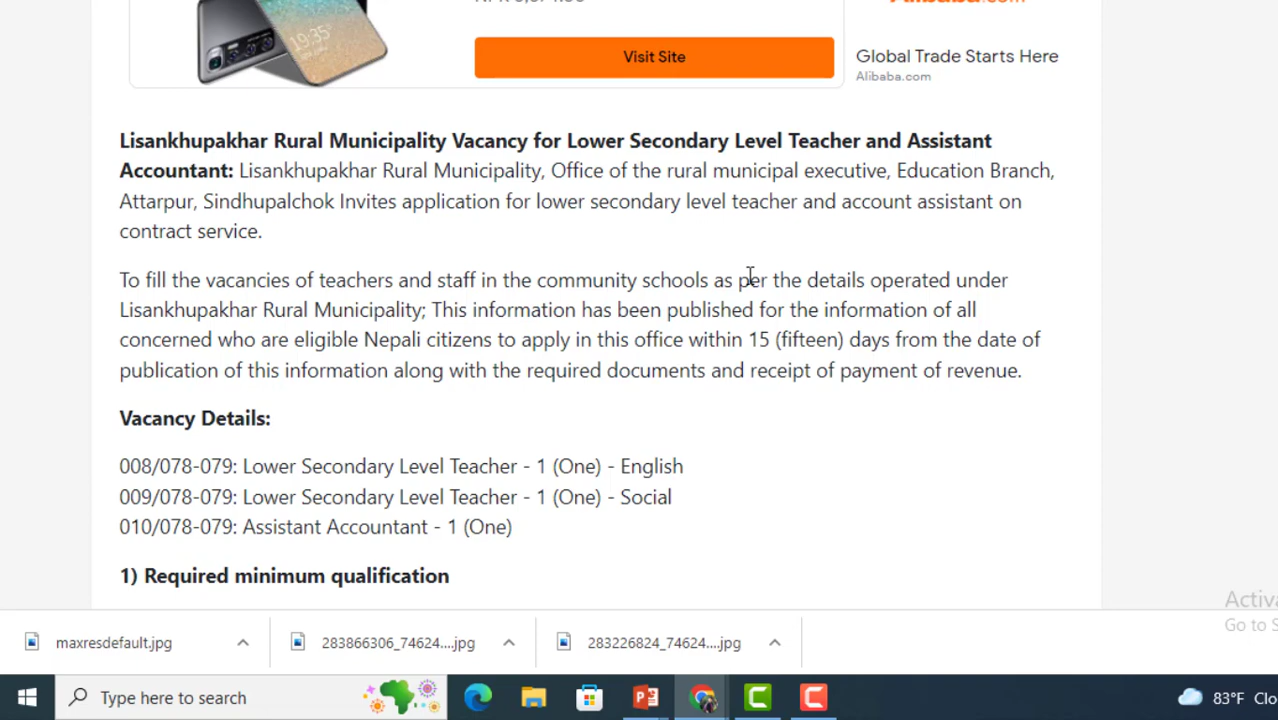 19:35
Visit Site
Global Trade Starts Here
Alibaba.com
Lisankhupakhar Rural Municipality Vacancy for Lower Secondary Level Teacher and Assistant
Accountant: Lisankhupakhar Rural Municipality, Office of the rural municipal executive, Education Branch,
Attarpur, Sindhupalchok Invites application for lower secondary level teacher and account assistant on
contract service.
To fill the vacancies of teachers and staff in the community schools as per the details operated under
Lisankhupakhar Rural Municipality; This information has been published for the information of all
concerned who are eligible Nepali citizens to apply in this office within 15 (fifteen) days from the date of
publication of this information along with the required documents and receipt of payment of revenue.
Vacancy Details:
008/078-079: Lower Secondary Level Teacher - 1 (One) - English
009/078-079: Lower Secondary Level Teacher - 1 (One) - Social
010/078-079: Assistant Accountant - 1 (One)
1) Required minimum qualification
Activa
Go to S
maxresdefault.jpg
283866306_74624....jpg
283226824_74624....jpg
Type here to search
83°F Clo